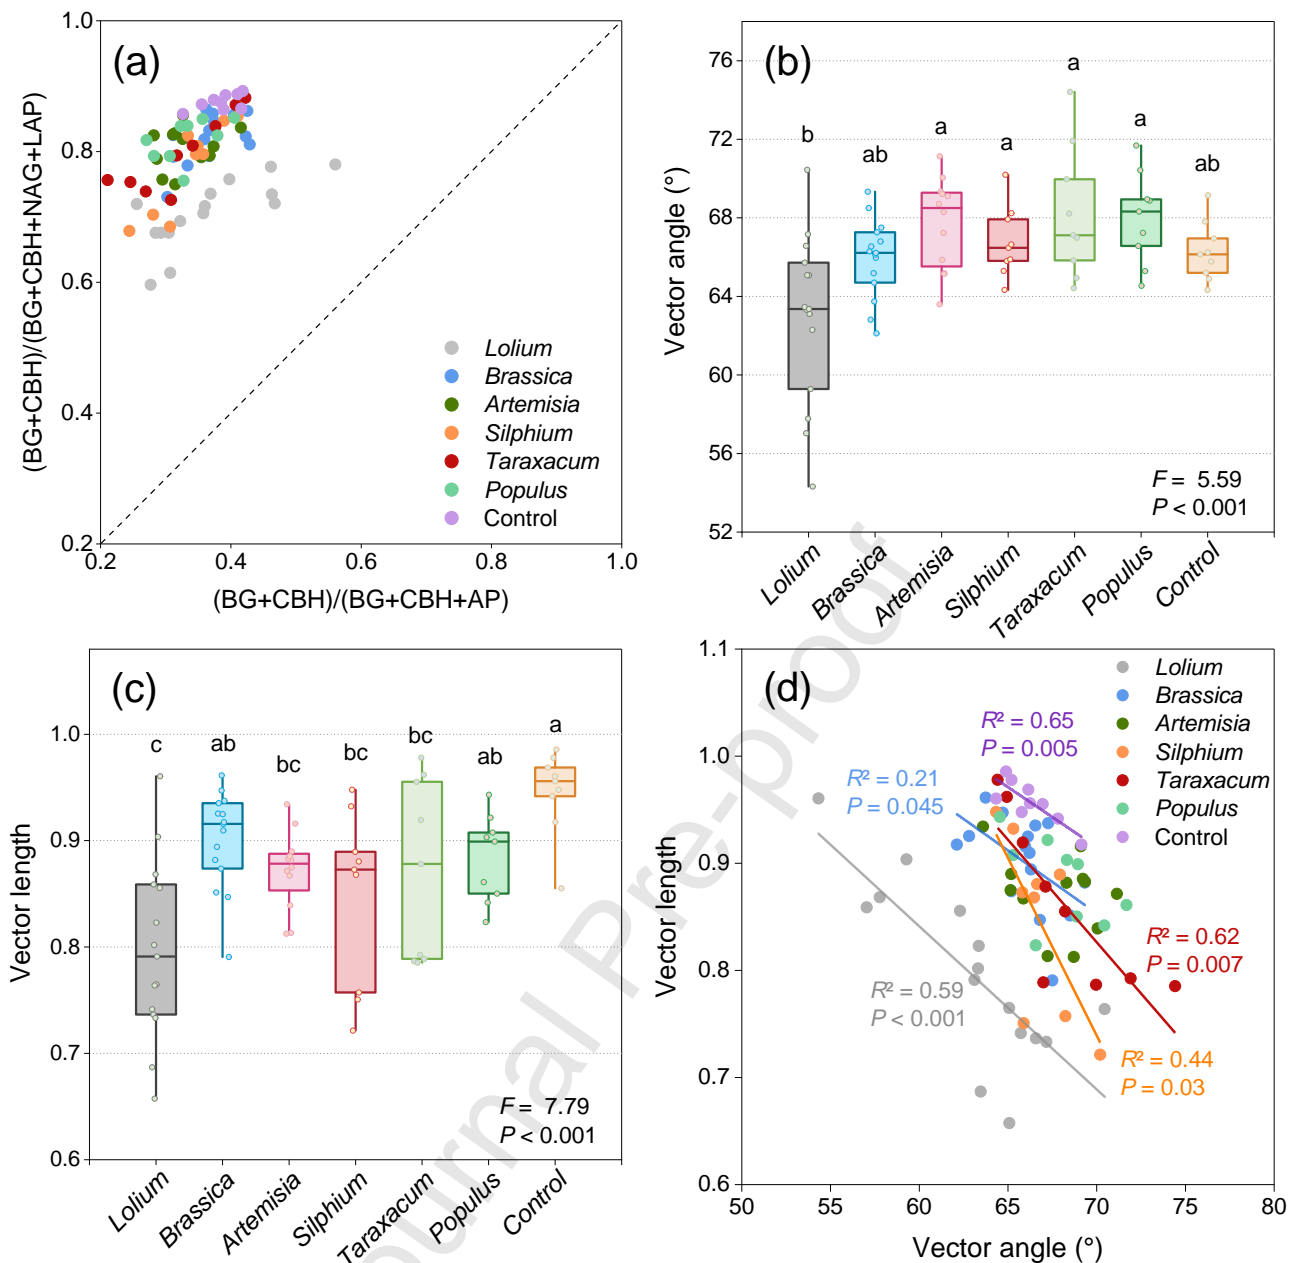 (a)
1.0
0.8
0.6
0.4
0.2
0.2
0.4
0.6
0.8
1.0
(BG+CBH)/(BG+CBH+NAG+LAP)
(BG+CBH)/(BG+CBH+AP)
Lolium
Brassica
Artemisia
Silphium
Taraxacum
Populus
Control
(b)
76
72
68
64
60
56
52
Vector angle (°)
b
ab
a
a
a
a
ab
F = 5.59
P < 0.001
Lolium
Brassica
Artemisia
Silphium
Taraxacum
Populus
Control
(c)
1.0
0.9
0.8
0.7
0.6
Vector length
c
ab
bc
bc
bc
ab
a
F = 7.79
P < 0.001
Lolium
Brassica
Artemisia
Silphium
Taraxacum
Populus
Control
(d)
1.1
1.0
0.9
0.8
0.7
0.6
Vector length
Lolium
Brassica
Artemisia
Silphium
Taraxacum
Populus
Control
R² = 0.65
P = 0.005
R² = 0.21
P = 0.045
R² = 0.62
P = 0.007
R² = 0.59
P < 0.001
R² = 0.44
P = 0.03
50
55
60
65
70
75
80
Vector angle (°)
Journal Pre-proof